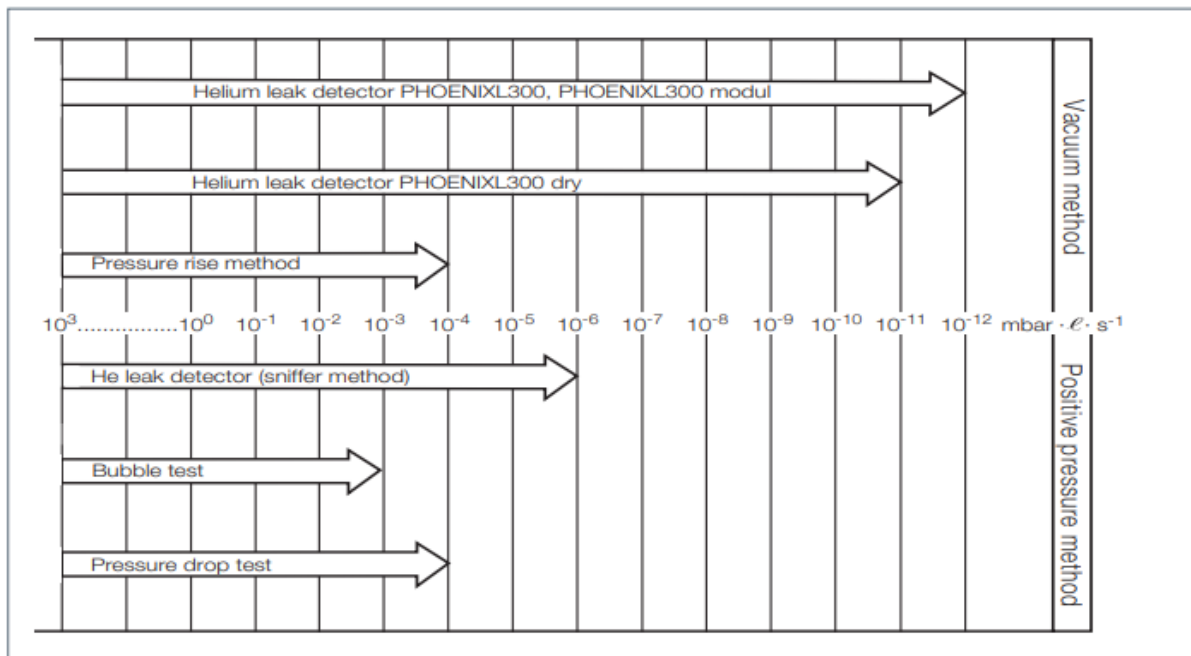 Helium leak detector PHOENIXL300, PHOENIXL300 modul
Helium leak detector PHOENIXL300 dry
Pressure rise method
Vacuum method
10³................10⁰ 10⁻¹ 10⁻² 10⁻³ 10⁻⁴ 10⁻⁵ 10⁻⁶ 10⁻⁷ 10⁻⁸ 10⁻⁹ 10⁻¹⁰ 10⁻¹¹ 10⁻¹² mbar · ℓ · s⁻¹
He leak detector (sniffer method)
Bubble test
Pressure drop test
Positive pressure method